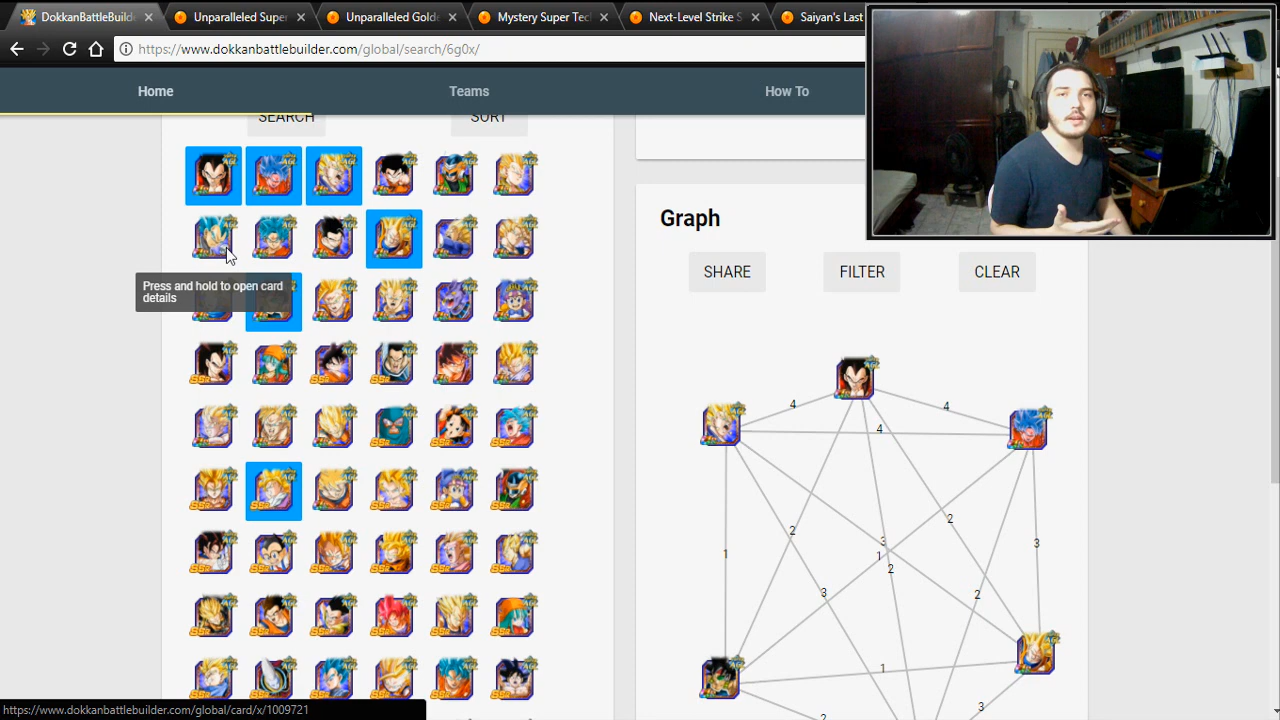 DokkanBattleBuild
Unparalleled Super
Unparalleled Golde
Mystery Super Tec
Next-Level Strike S
Saiyan's Last
https://www.dokkanbattlebuilder.com/global/search/6g0x/
Home
Teams
How To
SEARCH
SORT
Press and hold to open card
details
Graph
SHARE
FILTER
CLEAR
4
4
4
2
2
3
1
1
2
3
3
2
1
2
3
https://www.dokkanbattlebuilder.com/global/card/x/1009721